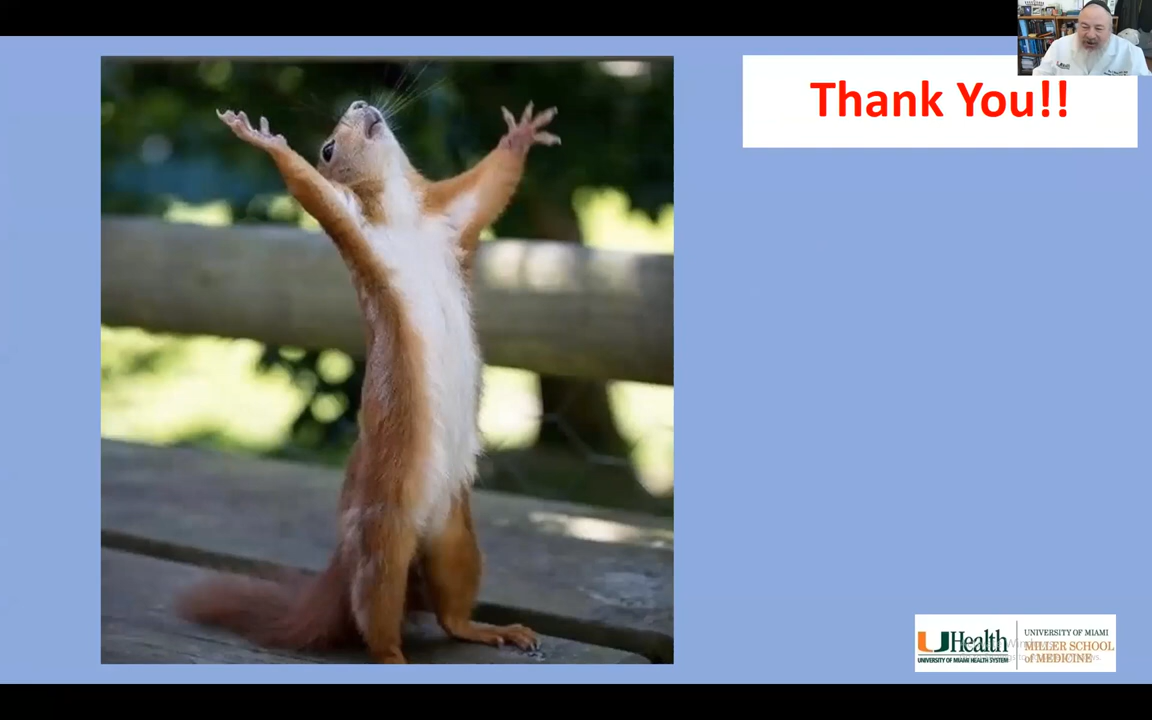 Thank You!!
UHealth
UNIVERSITY OF MIAMI HEALTH SYSTEM
UNIVERSITY OF MIAMI
MILLER SCHOOL
of MEDICINE